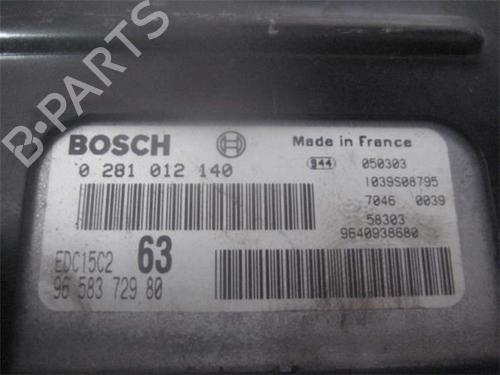 B-PARTS
BOSCH
Made in France
0 281 012 140
944 050303
1039S08795
7046 0039
58303
9640938680
EDC15C2 63
96 583 729 80